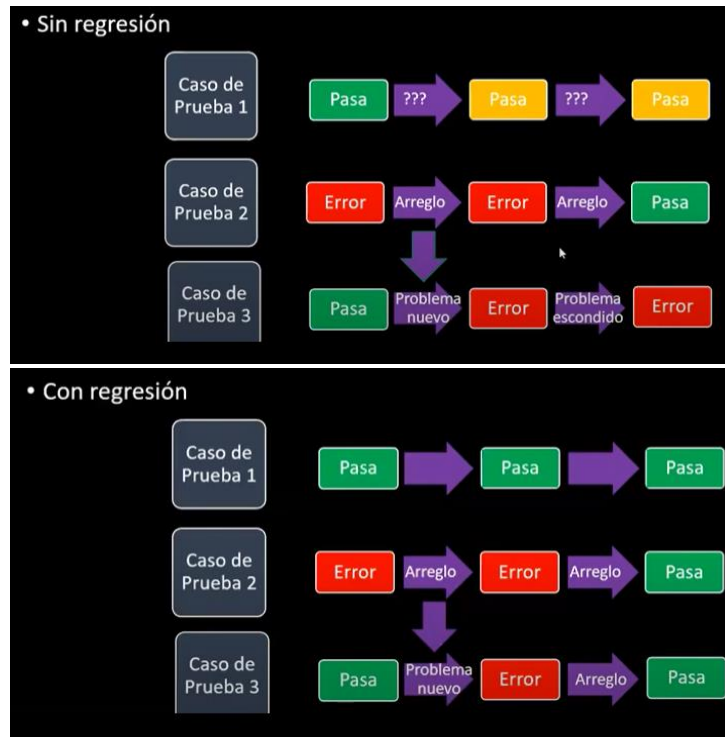 • Sin regresión
Caso de
Prueba 1
Pasa ??? Pasa ??? Pasa
Caso de
Prueba 2
Error Arreglo Error Arreglo Pasa
Caso de
Prueba 3
Pasa Problema nuevo Error Problema escondido Error
• Con regresión
Caso de
Prueba 1
Pasa Pasa Pasa
Caso de
Prueba 2
Error Arreglo Error Arreglo Pasa
Caso de
Prueba 3
Pasa Problema nuevo Error Arreglo Pasa